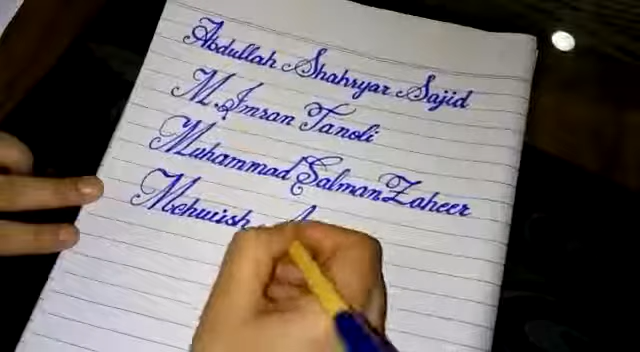 Abdullah Shahryar Sajid
M. Imran Tanoli
Muhammad Salman Zaheer
Mehwish A